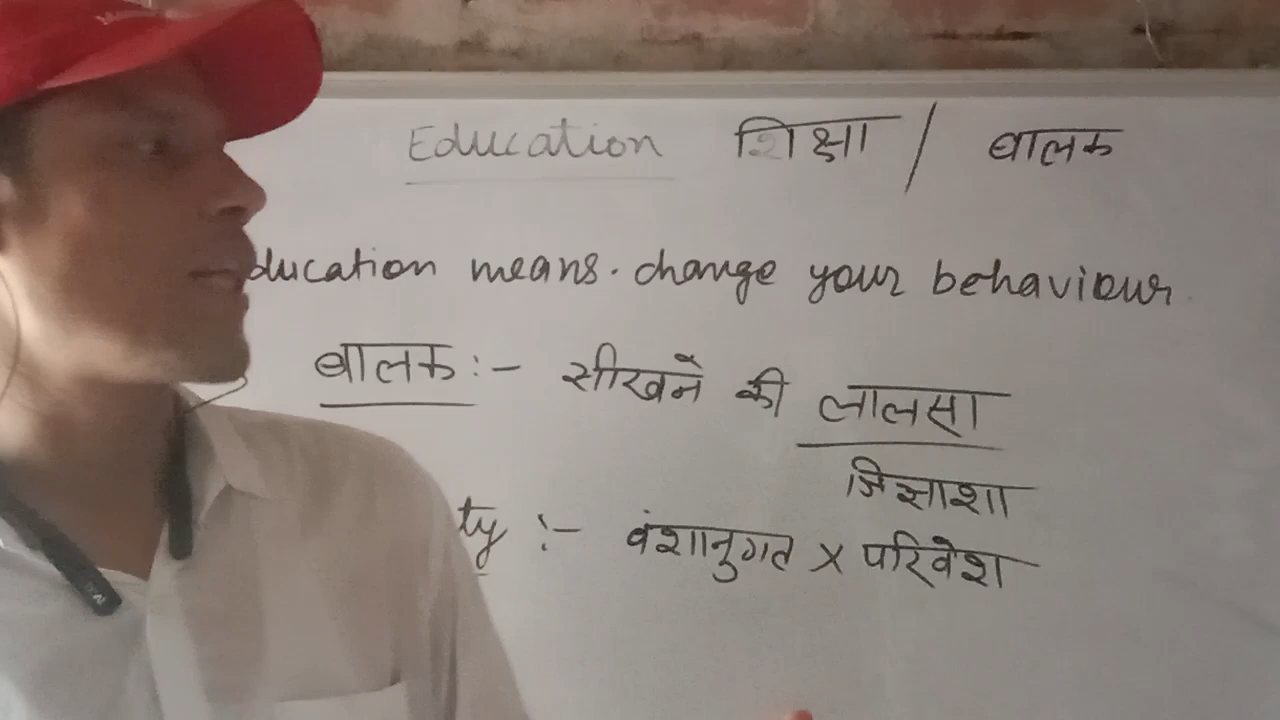 Education शिक्षा / बालक
ducation means. change your behaviour
बालक :- सीखने की लालसा
जिज्ञाशा
ty :- वंशानुगत x परिवेश